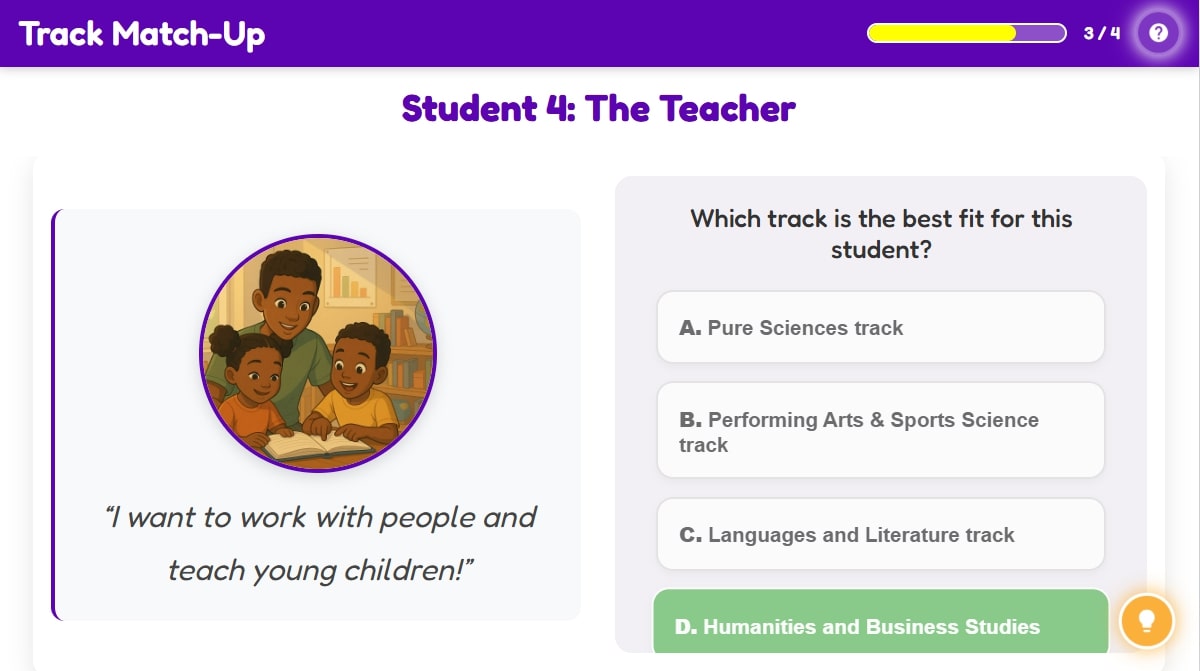 Track Match-Up
3 / 4
?
Student 4: The Teacher
“I want to work with people and
teach young children!”
Which track is the best fit for this
student?
A. Pure Sciences track
B. Performing Arts & Sports Science
track
C. Languages and Literature track
D. Humanities and Business Studies